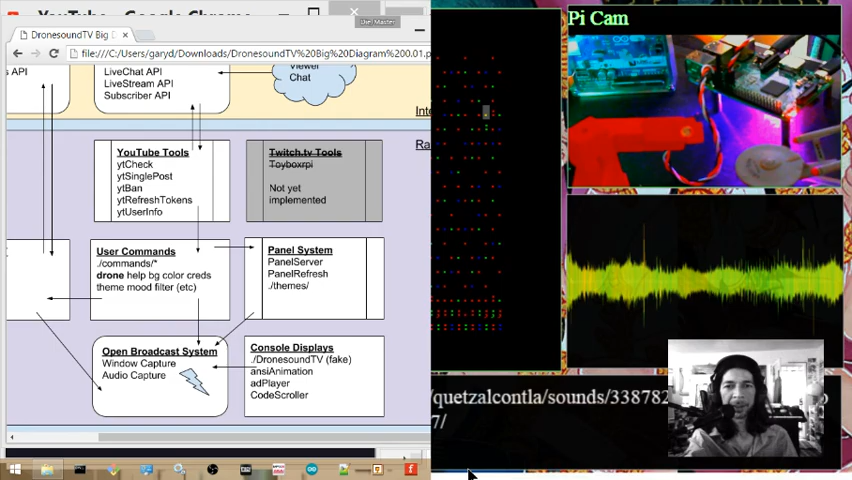 YouTube - Google Chrome
Die! Master
DronesoundTV Big D
file:///C:/Users/garyd/Downloads/DronesoundTV%20Big%20Diagram%200.01.p
s API
LiveChat API
LiveStream API
Subscriber API
Viewer
Chat
Inte
Ra
YouTube Tools
ytCheck
ytSinglePost
ytBan
ytRefreshTokens
ytUserInfo
Twitch.tv Tools
Toyboxrpi
Not yet
implemented
User Commands
./commands/*
drone help bg color creds
theme mood filter (etc)
Panel System
PanelServer
PanelRefresh
./themes/
Open Broadcast System
Window Capture
Audio Capture
Console Displays
./DronesoundTV (fake)
ansiAnimation
adPlayer
CodeScroller
Pi Cam
/quetzalcontla/sounds/338782
7/